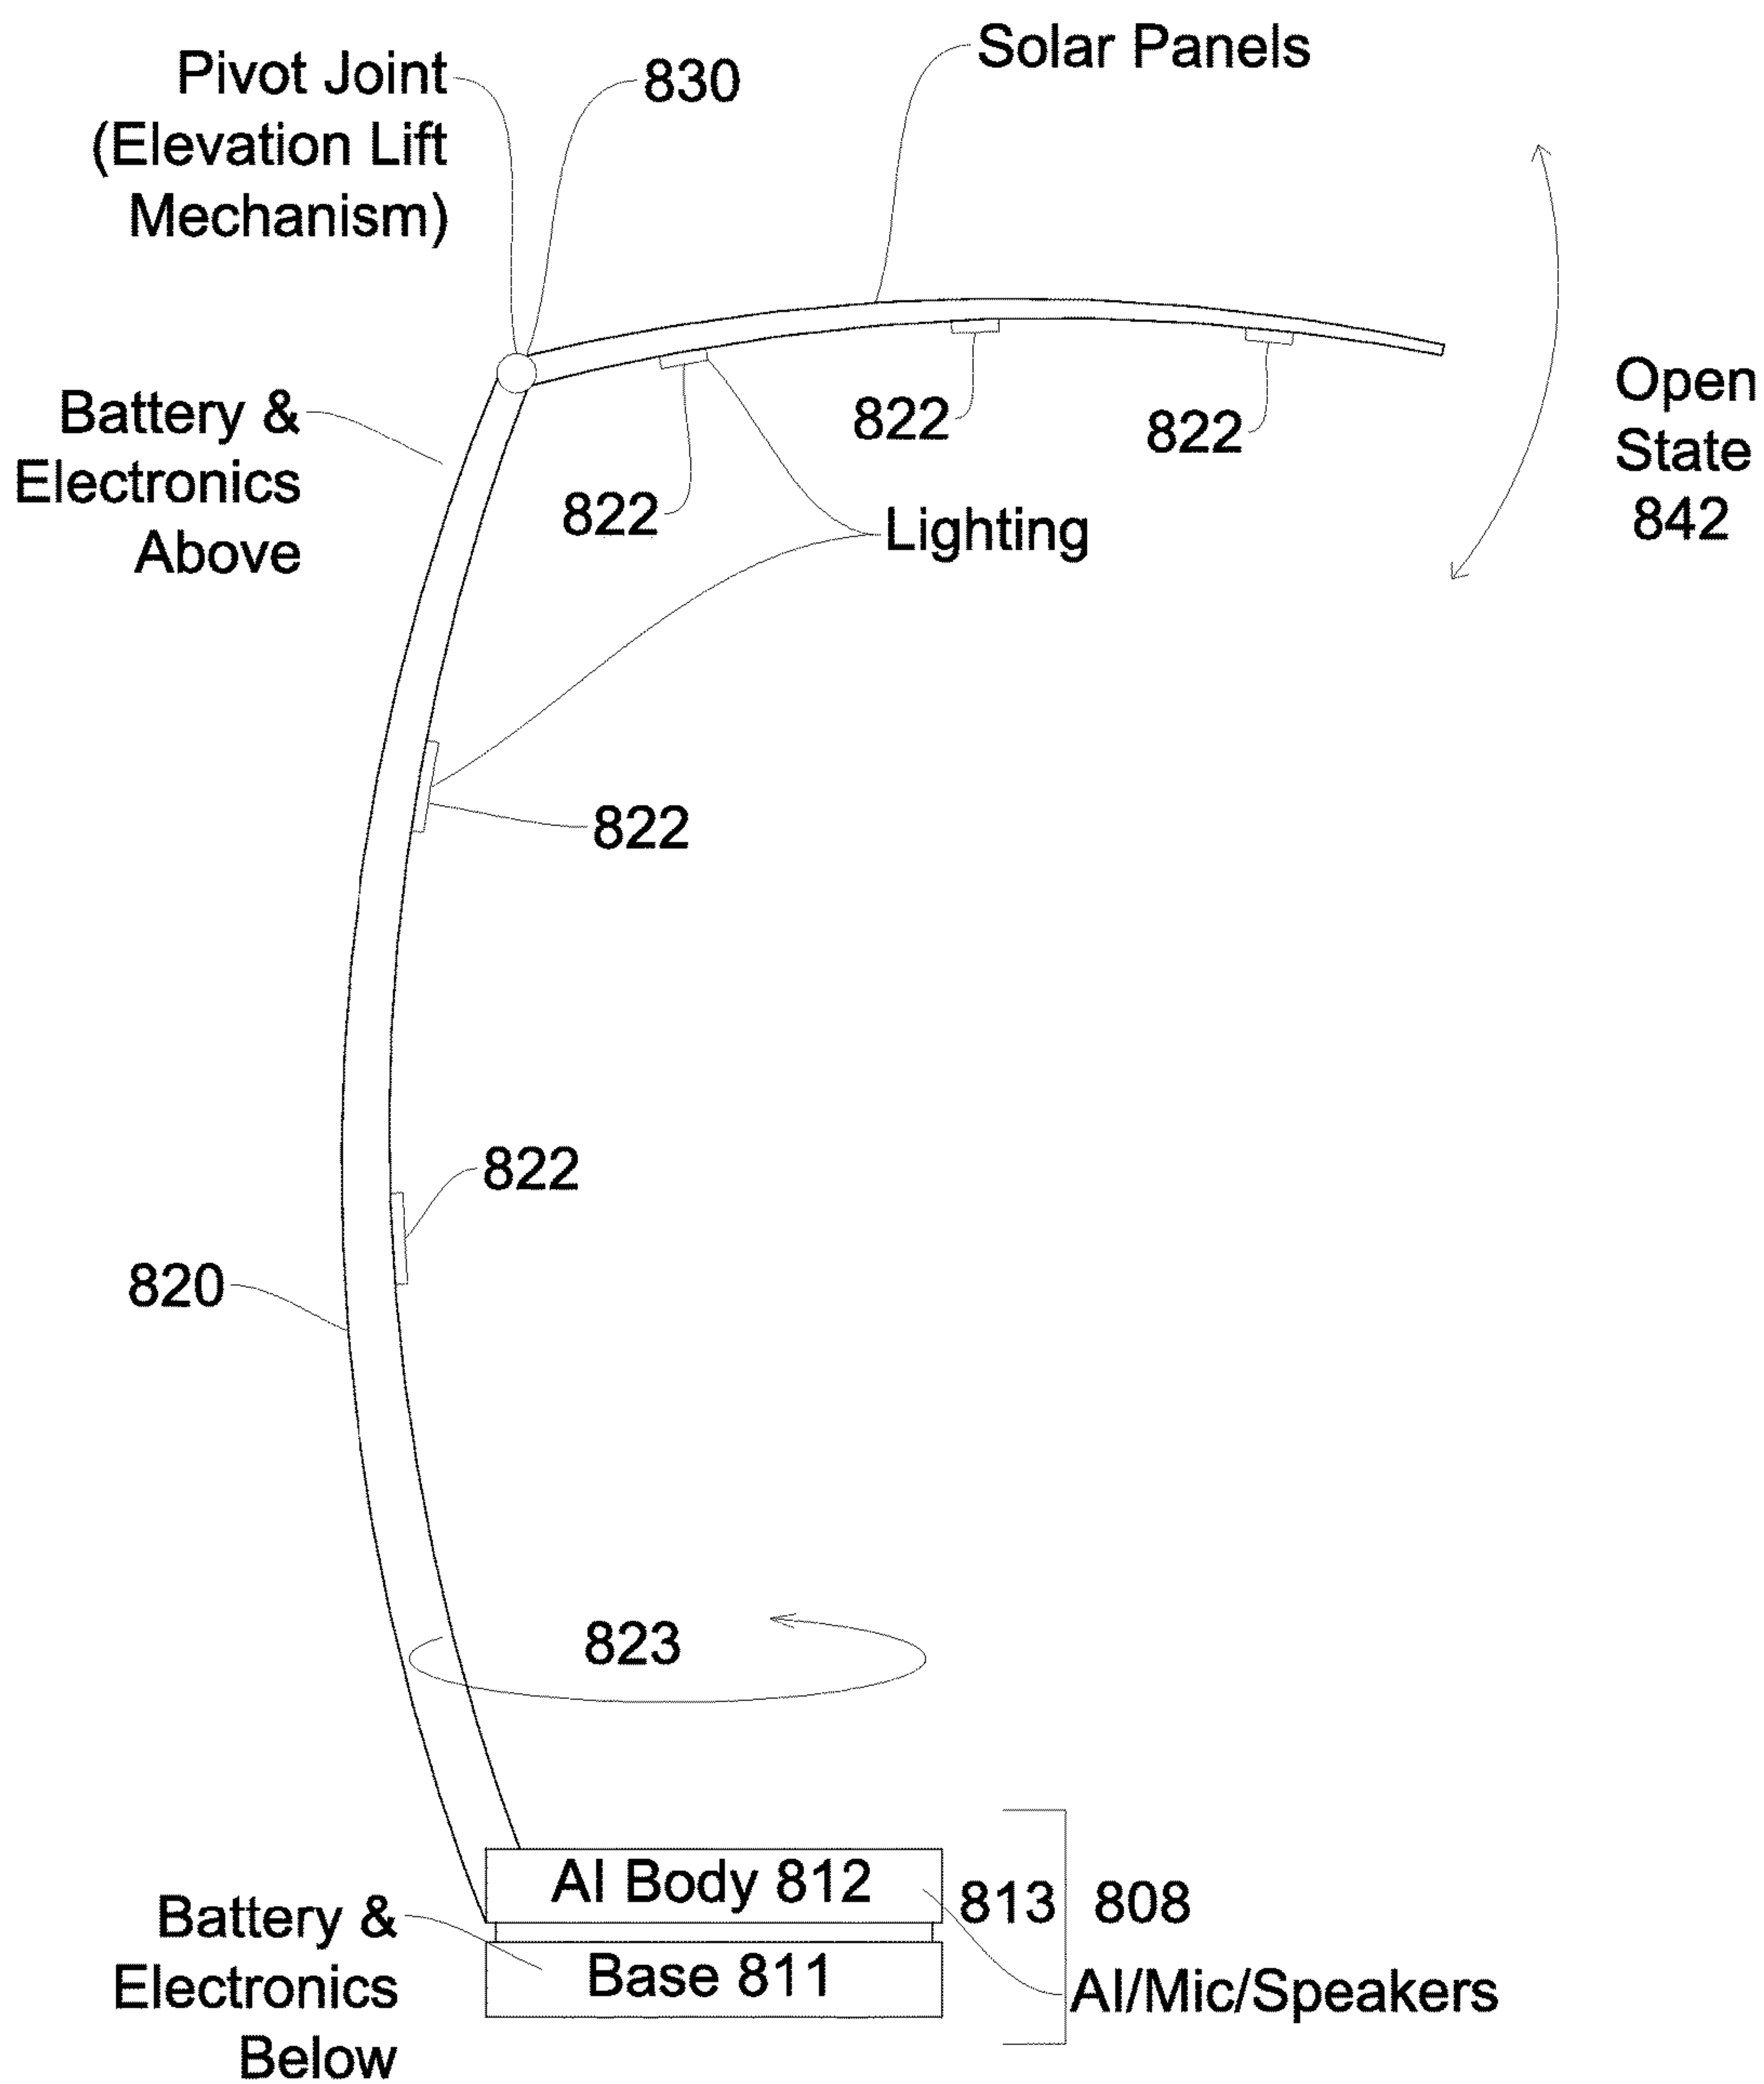 Solar Panels
Pivot Joint
(Elevation Lift
Mechanism)
830
Open
State
842
Battery &
Electronics
Above
822
822
822
Lighting
822
822
820
823
AI Body 812
813
808
Battery &
Electronics
Below
Base 811
AI/Mic/Speakers